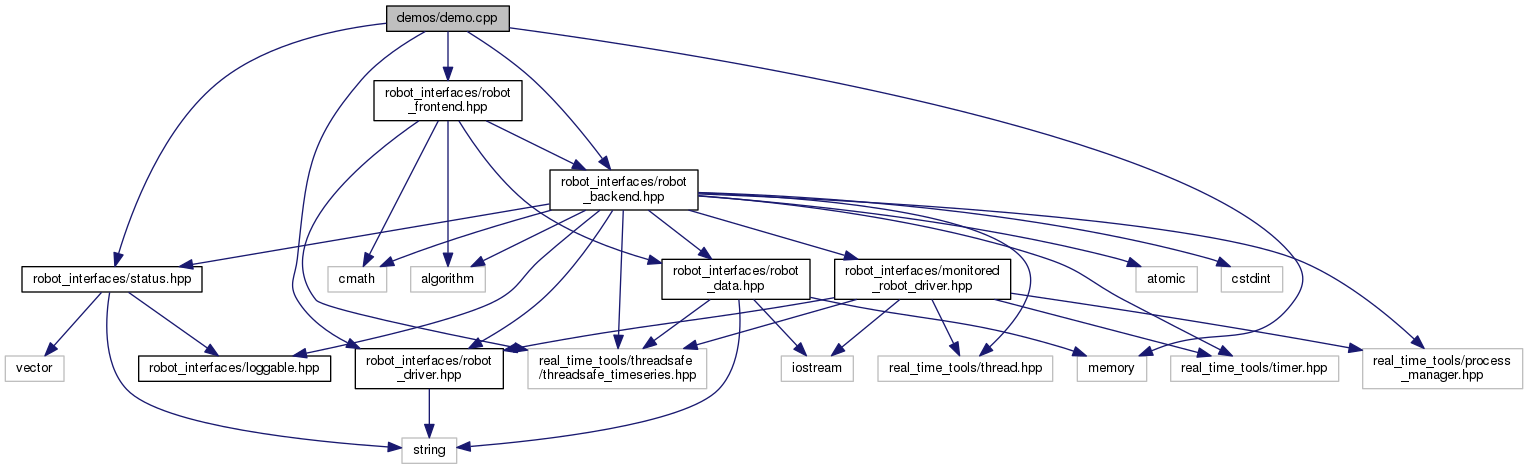 demos/demo.cpp
robot_interfaces/robot
_frontend.hpp
robot_interfaces/robot
_backend.hpp
robot_interfaces/status.hpp
cmath
algorithm
robot_interfaces/robot
_data.hpp
robot_interfaces/monitored
_robot_driver.hpp
atomic
cstdint
vector
robot_interfaces/loggable.hpp
robot_interfaces/robot
_driver.hpp
real_time_tools/threadsafe
/threadsafe_timeseries.hpp
iostream
real_time_tools/thread.hpp
memory
real_time_tools/timer.hpp
real_time_tools/process
_manager.hpp
string